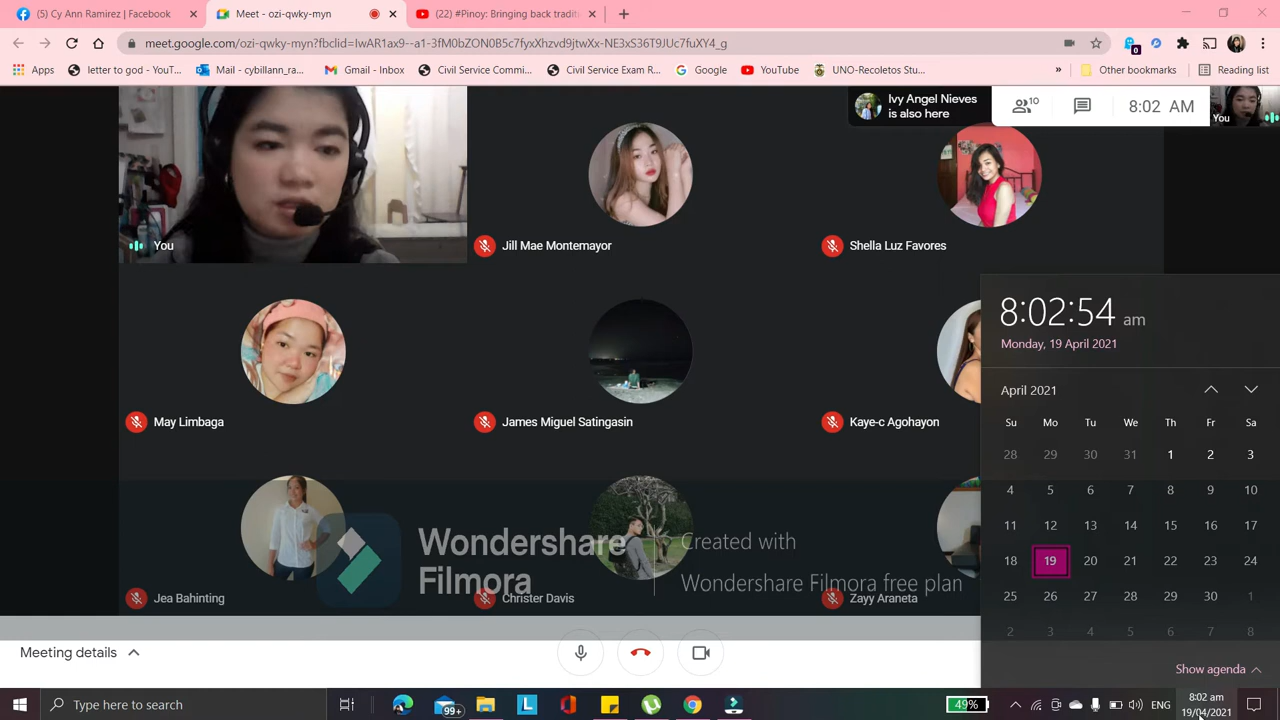 (5) Cy Ann Ramirez | Facebook
Meet - ozi-qwky-myn
(22) #Pinoy: Bringing back tradit
meet.google.com/ozi-qwky-myn?fbclid=IwAR1ax9--a1-3fM0bZON0B5c7fyxXhzvd9jtwXx-NE3xS36T9JUc7fuXY4_g
0
Apps
letter to god - YouT...
Mail - cybillann_ra...
Gmail - Inbox
Civil Service Commi...
Civil Service Exam R...
Google
YouTube
UNO-Recoletos Stu...
»
Other bookmarks
Reading list
Ivy Angel Nieves
is also here
10
8:02 AM
You
You
Jill Mae Montemayor
Shella Luz Favores
May Limbaga
James Miguel Satingasin
Kaye-c Agohayon
Jea Bahinting
Christer Davis
Zayy Araneta
Wondershare
Filmora
Created with
Wondershare Filmora free plan
8:02:54 am
Monday, 19 April 2021
April 2021
Su Mo Tu We Th Fr Sa
28 29 30 31 1 2 3
4 5 6 7 8 9 10
11 12 13 14 15 16 17
18 19 20 21 22 23 24
25 26 27 28 29 30 1
2 3 4 5 6 7 8
Show agenda
Meeting details
Type here to search
99+
L
49%
ENG
8:02 am
19/04/2021